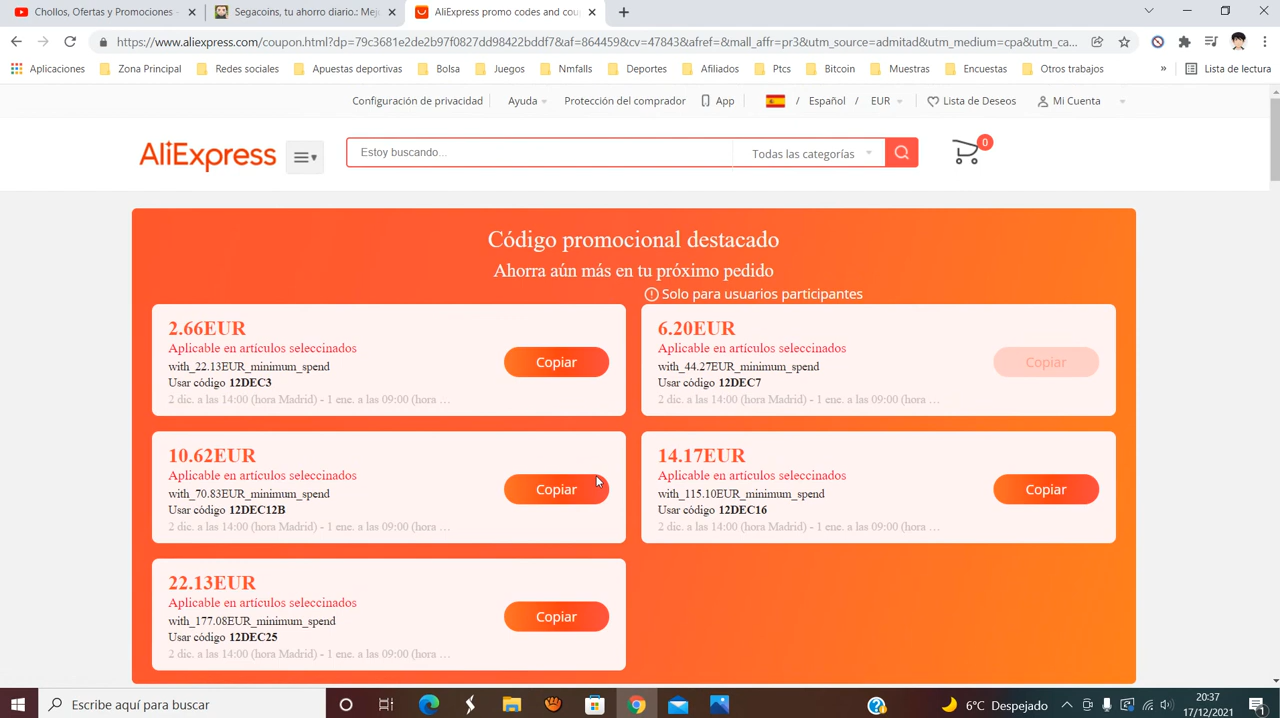 Chollos, Ofertas y Promociones -
Segacoins, tu ahorro diario.: Mej
AliExpress promo codes and cou
https://www.aliexpress.com/coupon.html?dp=79c3681e2de2b97f0827dd98422bddf7&af=864459&cv=47843&afref=&mall_affr=pr3&utm_source=admitad&utm_medium=cpa&utm_ca...
Aplicaciones
Zona Principal
Redes sociales
Apuestas deportivas
Bolsa
Juegos
Nmfalls
Deportes
Afiliados
Ptcs
Bitcoin
Muestras
Encuestas
Otros trabajos
»
Lista de lectura
Configuración de privacidad
Ayuda
Protección del comprador
App
/ Español / EUR
Lista de Deseos
Mi Cuenta
AliExpress
Estoy buscando...
Todas las categorías
0
Código promocional destacado
Ahorra aún más en tu próximo pedido
Solo para usuarios participantes
2.66EUR
Aplicable en artículos seleccinados
with_22.13EUR_minimum_spend
Usar código 12DEC3
2 dic. a las 14:00 (hora Madrid) - 1 ene. a las 09:00 (hora ...
Copiar
6.20EUR
Aplicable en artículos seleccinados
with_44.27EUR_minimum_spend
Usar código 12DEC7
2 dic. a las 14:00 (hora Madrid) - 1 ene. a las 09:00 (hora ...
Copiar
10.62EUR
Aplicable en artículos seleccinados
with_70.83EUR_minimum_spend
Usar código 12DEC12B
2 dic. a las 14:00 (hora Madrid) - 1 ene. a las 09:00 (hora ...
Copiar
14.17EUR
Aplicable en artículos seleccinados
with_115.10EUR_minimum_spend
Usar código 12DEC16
2 dic. a las 14:00 (hora Madrid) - 1 ene. a las 09:00 (hora ...
Copiar
22.13EUR
Aplicable en artículos seleccinados
with_177.08EUR_minimum_spend
Usar código 12DEC25
2 dic. a las 14:00 (hora Madrid) - 1 ene. a las 09:00 (hora ...
Copiar
Escribe aquí para buscar
6°C Despejado
20:37
17/12/2021
1